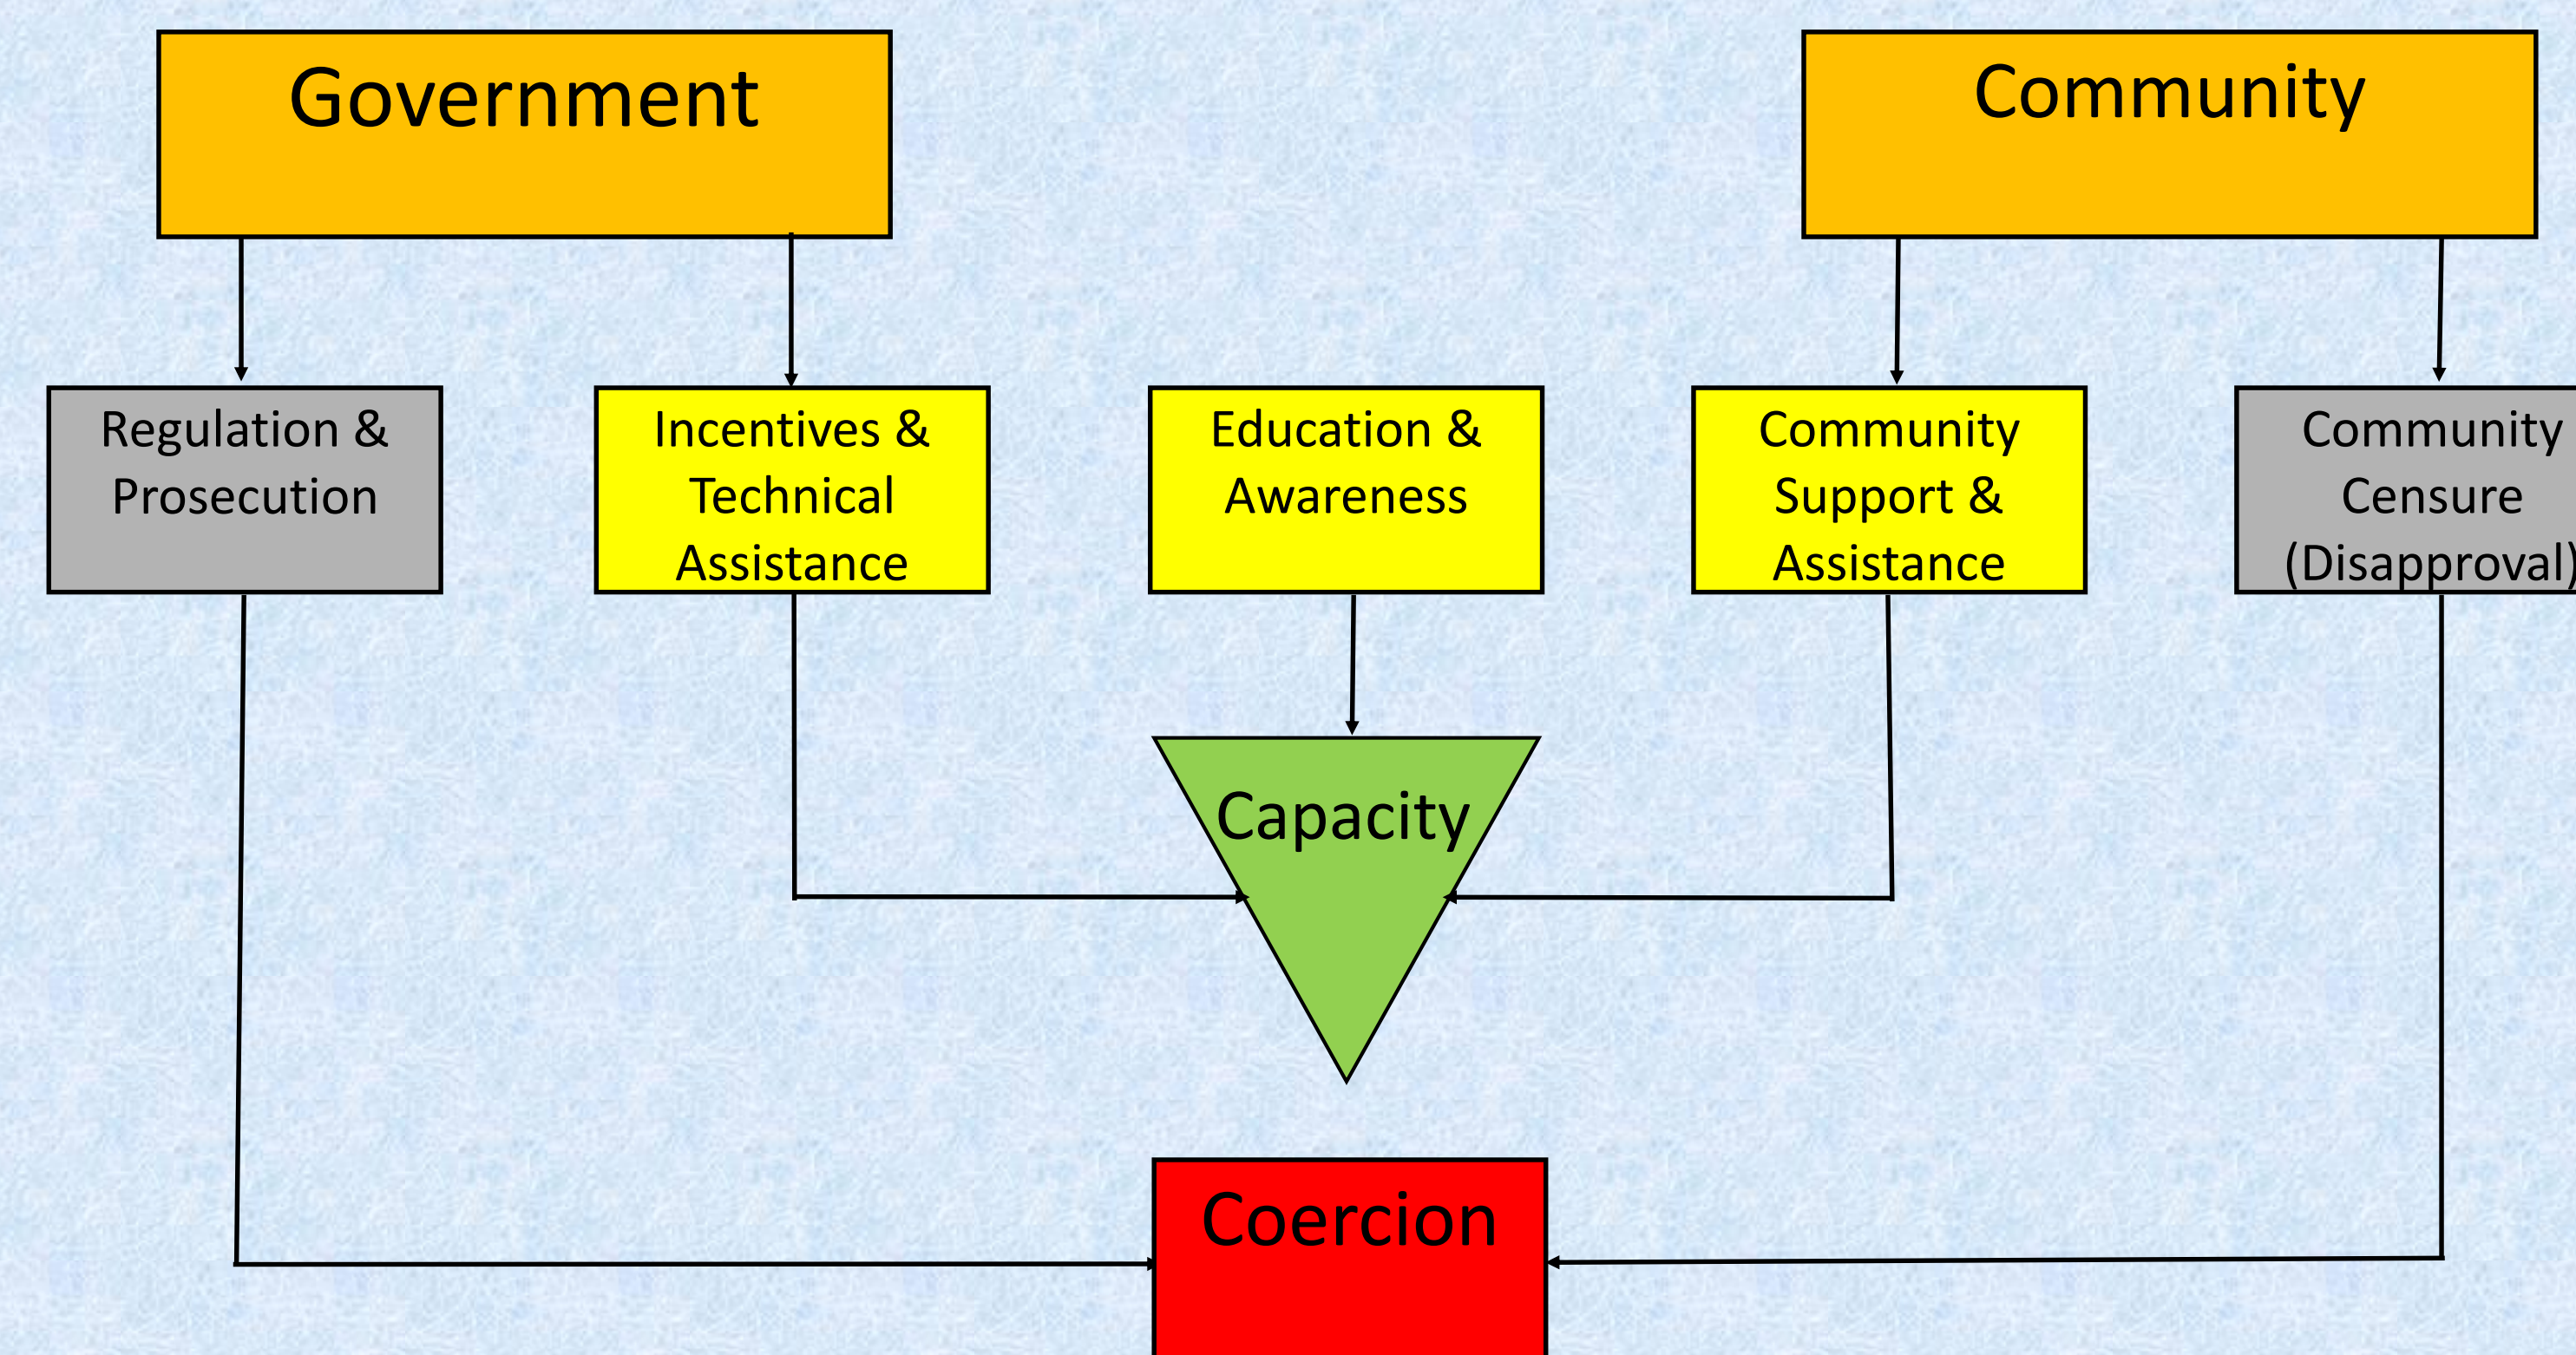 Government
Community
Regulation &
Prosecution
Incentives &
Technical
Assistance
Education &
Awareness
Community
Support &
Assistance
Community
Censure
(Disapproval)
Capacity
Coercion